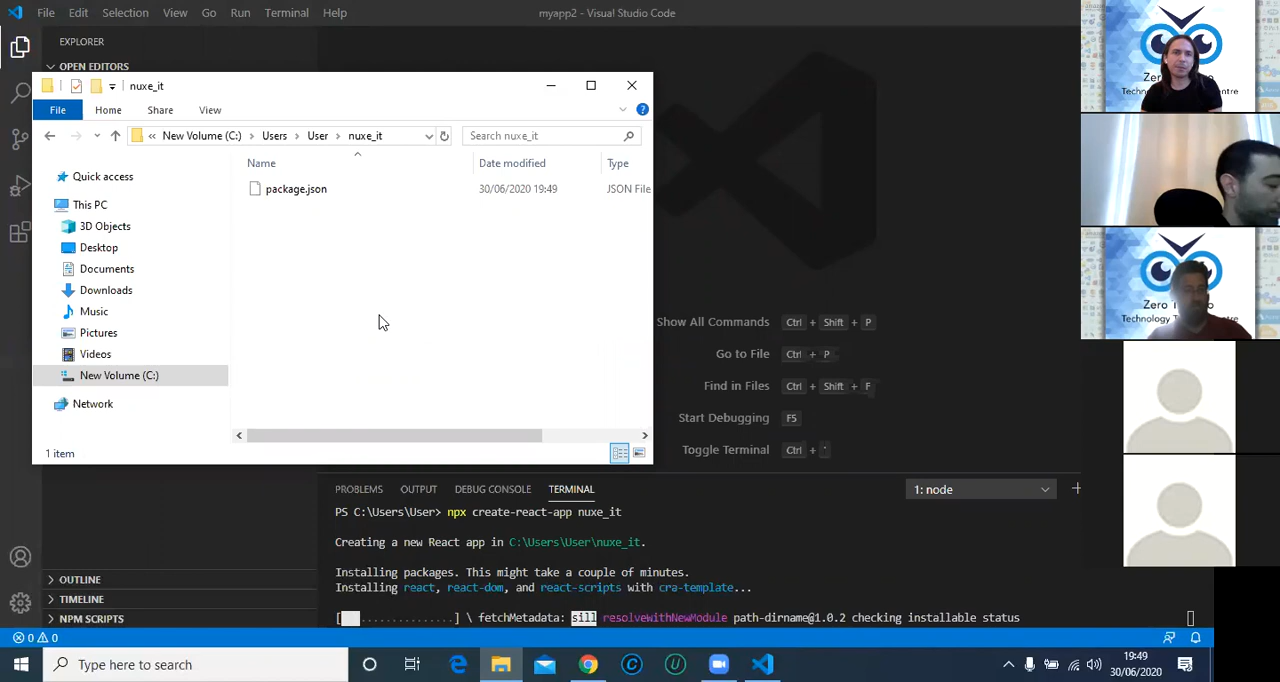 File Edit Selection View Go Run Terminal Help
myapp2 - Visual Studio Code
EXPLORER
OPEN EDITORS
nuxe_it
File Home Share View
« New Volume (C:) › Users › User › nuxe_it
Search nuxe_it
Name Date modified Type
package.json 30/06/2020 19:49 JSON File
Quick access
This PC
3D Objects
Desktop
Documents
Downloads
Music
Pictures
Videos
New Volume (C:)
Network
1 item
Show All Commands Ctrl + Shift + P
Go to File Ctrl + P
Find in Files Ctrl + Shift + F
Start Debugging F5
Toggle Terminal Ctrl + `
PROBLEMS OUTPUT DEBUG CONSOLE TERMINAL
1: node
PS C:\Users\User> npx create-react-app nuxe_it
Creating a new React app in C:\Users\User\nuxe_it.
Installing packages. This might take a couple of minutes.
Installing react, react-dom, and react-scripts with cra-template...
[ ..............] \ fetchMetadata: sill resolveWithNewModule path-dirname@1.0.2 checking installable status
OUTLINE
TIMELINE
NPM SCRIPTS
0 0
Type here to search
19:49
30/06/2020